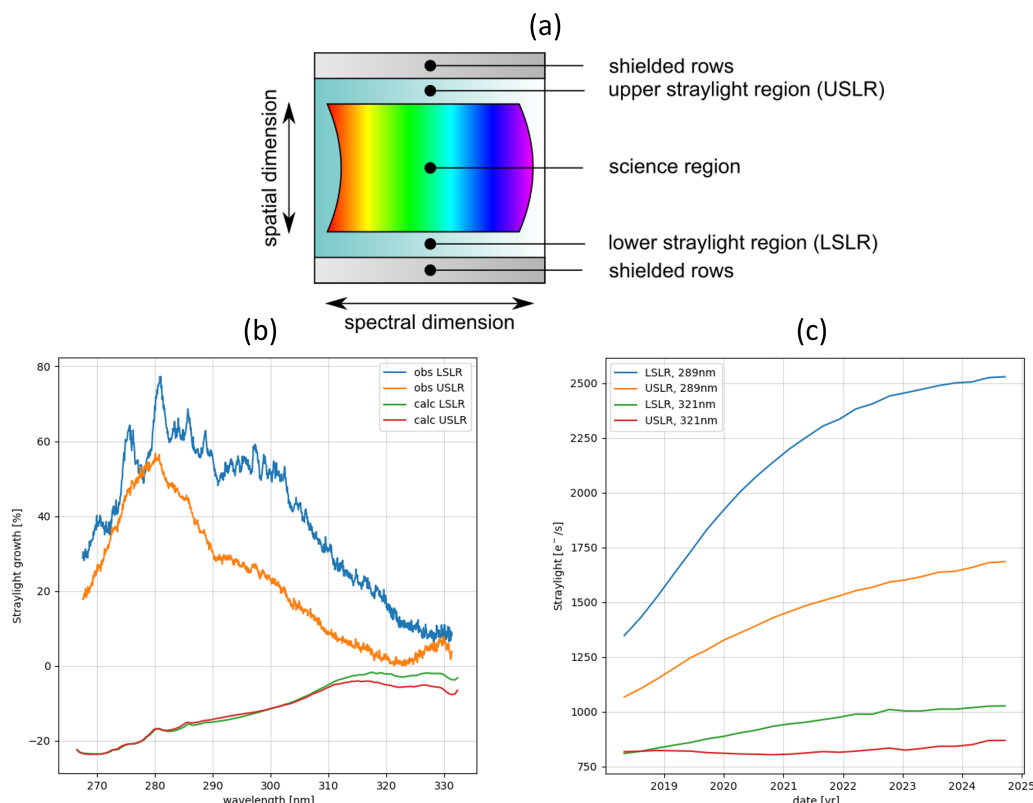 (a)
shielded rows
upper straylight region (USLR)
spatial dimension
science region
lower straylight region (LSLR)
shielded rows
spectral dimension
(b)
(c)
80
60
40
20
0
−20
Straylight growth [%]
obs LSLR
obs USLR
calc LSLR
calc USLR
270
280
290
300
310
320
330
wavelength [nm]
2500
2250
2000
1750
1500
1250
1000
750
Straylight [e⁻/s]
LSLR, 289nm
USLR, 289nm
LSLR, 321nm
USLR, 321nm
2019
2020
2021
2022
2023
2024
2025
date [yr]